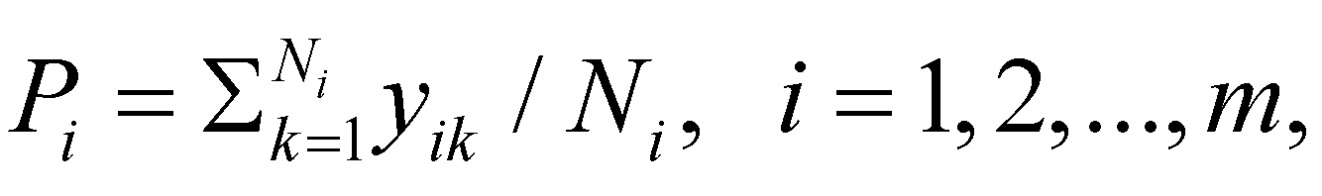 P_i = Σ_{k=1}^{N_i} y_{ik} / N_i, i = 1, 2, ..., m,